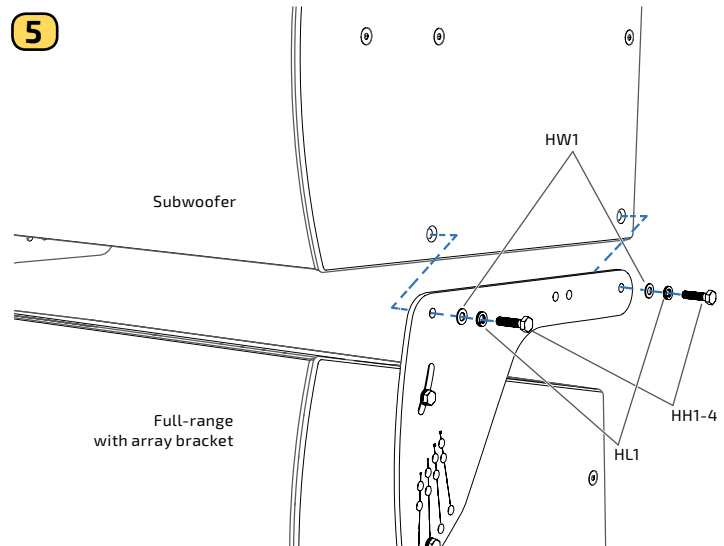 5
HW1
Subwoofer
HH1-4
Full-range
with array bracket
HL1